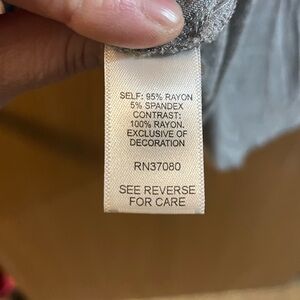 SELF: 95% RAYON
5% SPANDEX
CONTRAST:
100% RAYON.
EXCLUSIVE OF
DECORATION
RN37080
SEE REVERSE
FOR CARE